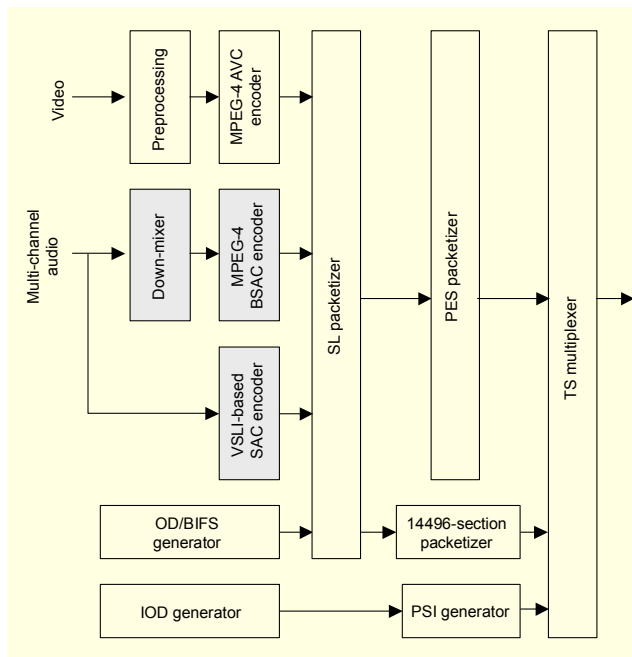 Video
Preprocessing
MPEG-4 AVC
encoder
Multi-channel
audio
Down-mixer
MPEG-4
BSAC encoder
VSLI-based
SAC encoder
SL packetizer
PES packetizer
TS multiplexer
OD/BIFS
generator
14496-section
packetizer
IOD generator
PSI generator